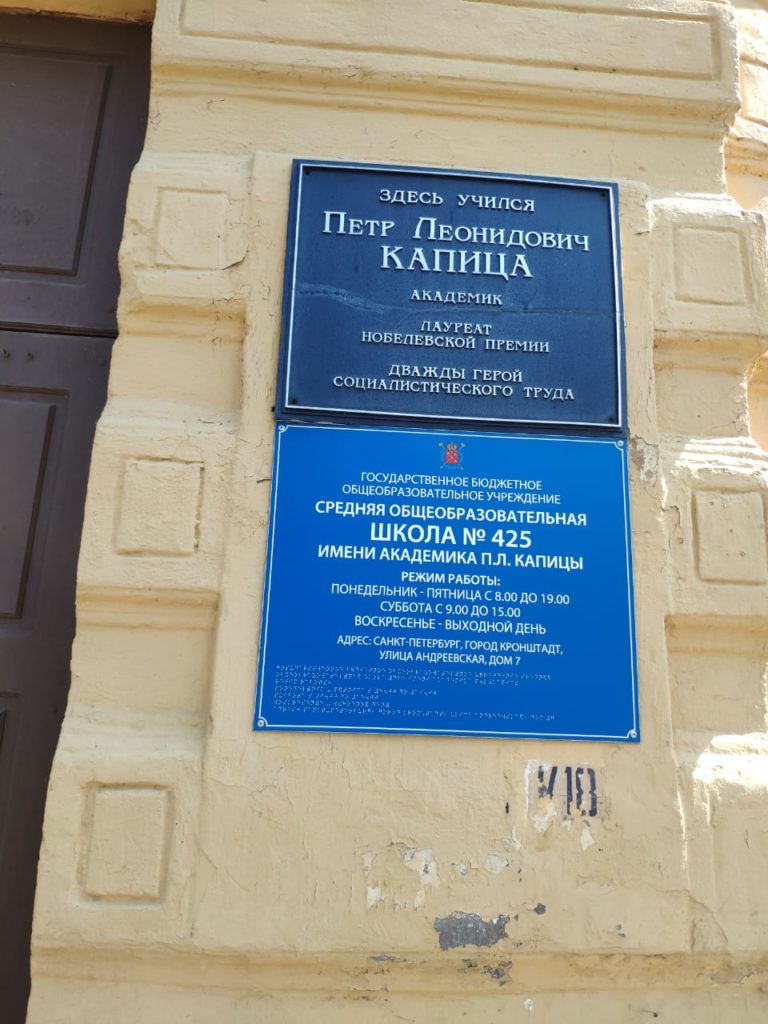 ЗДЕСЬ УЧИЛСЯ
ПЕТР ЛЕОНИДОВИЧ
КАПИЦА
АКАДЕМИК
ЛАУРЕАТ
НОБЕЛЕВСКОЙ ПРЕМИИ
ДВАЖДЫ ГЕРОЙ
СОЦИАЛИСТИЧЕСКОГО ТРУДА
ГОСУДАРСТВЕННОЕ БЮДЖЕТНОЕ
ОБЩЕОБРАЗОВАТЕЛЬНОЕ УЧРЕЖДЕНИЕ
СРЕДНЯЯ ОБЩЕОБРАЗОВАТЕЛЬНАЯ
ШКОЛА № 425
ИМЕНИ АКАДЕМИКА П.Л. КАПИЦЫ
РЕЖИМ РАБОТЫ:
ПОНЕДЕЛЬНИК - ПЯТНИЦА С 8.00 ДО 19.00
СУББОТА С 9.00 ДО 15.00
ВОСКРЕСЕНЬЕ - ВЫХОДНОЙ ДЕНЬ
АДРЕС: САНКТ-ПЕТЕРБУРГ, ГОРОД КРОНШТАДТ,
УЛИЦА АНДРЕЕВСКАЯ, ДОМ 7